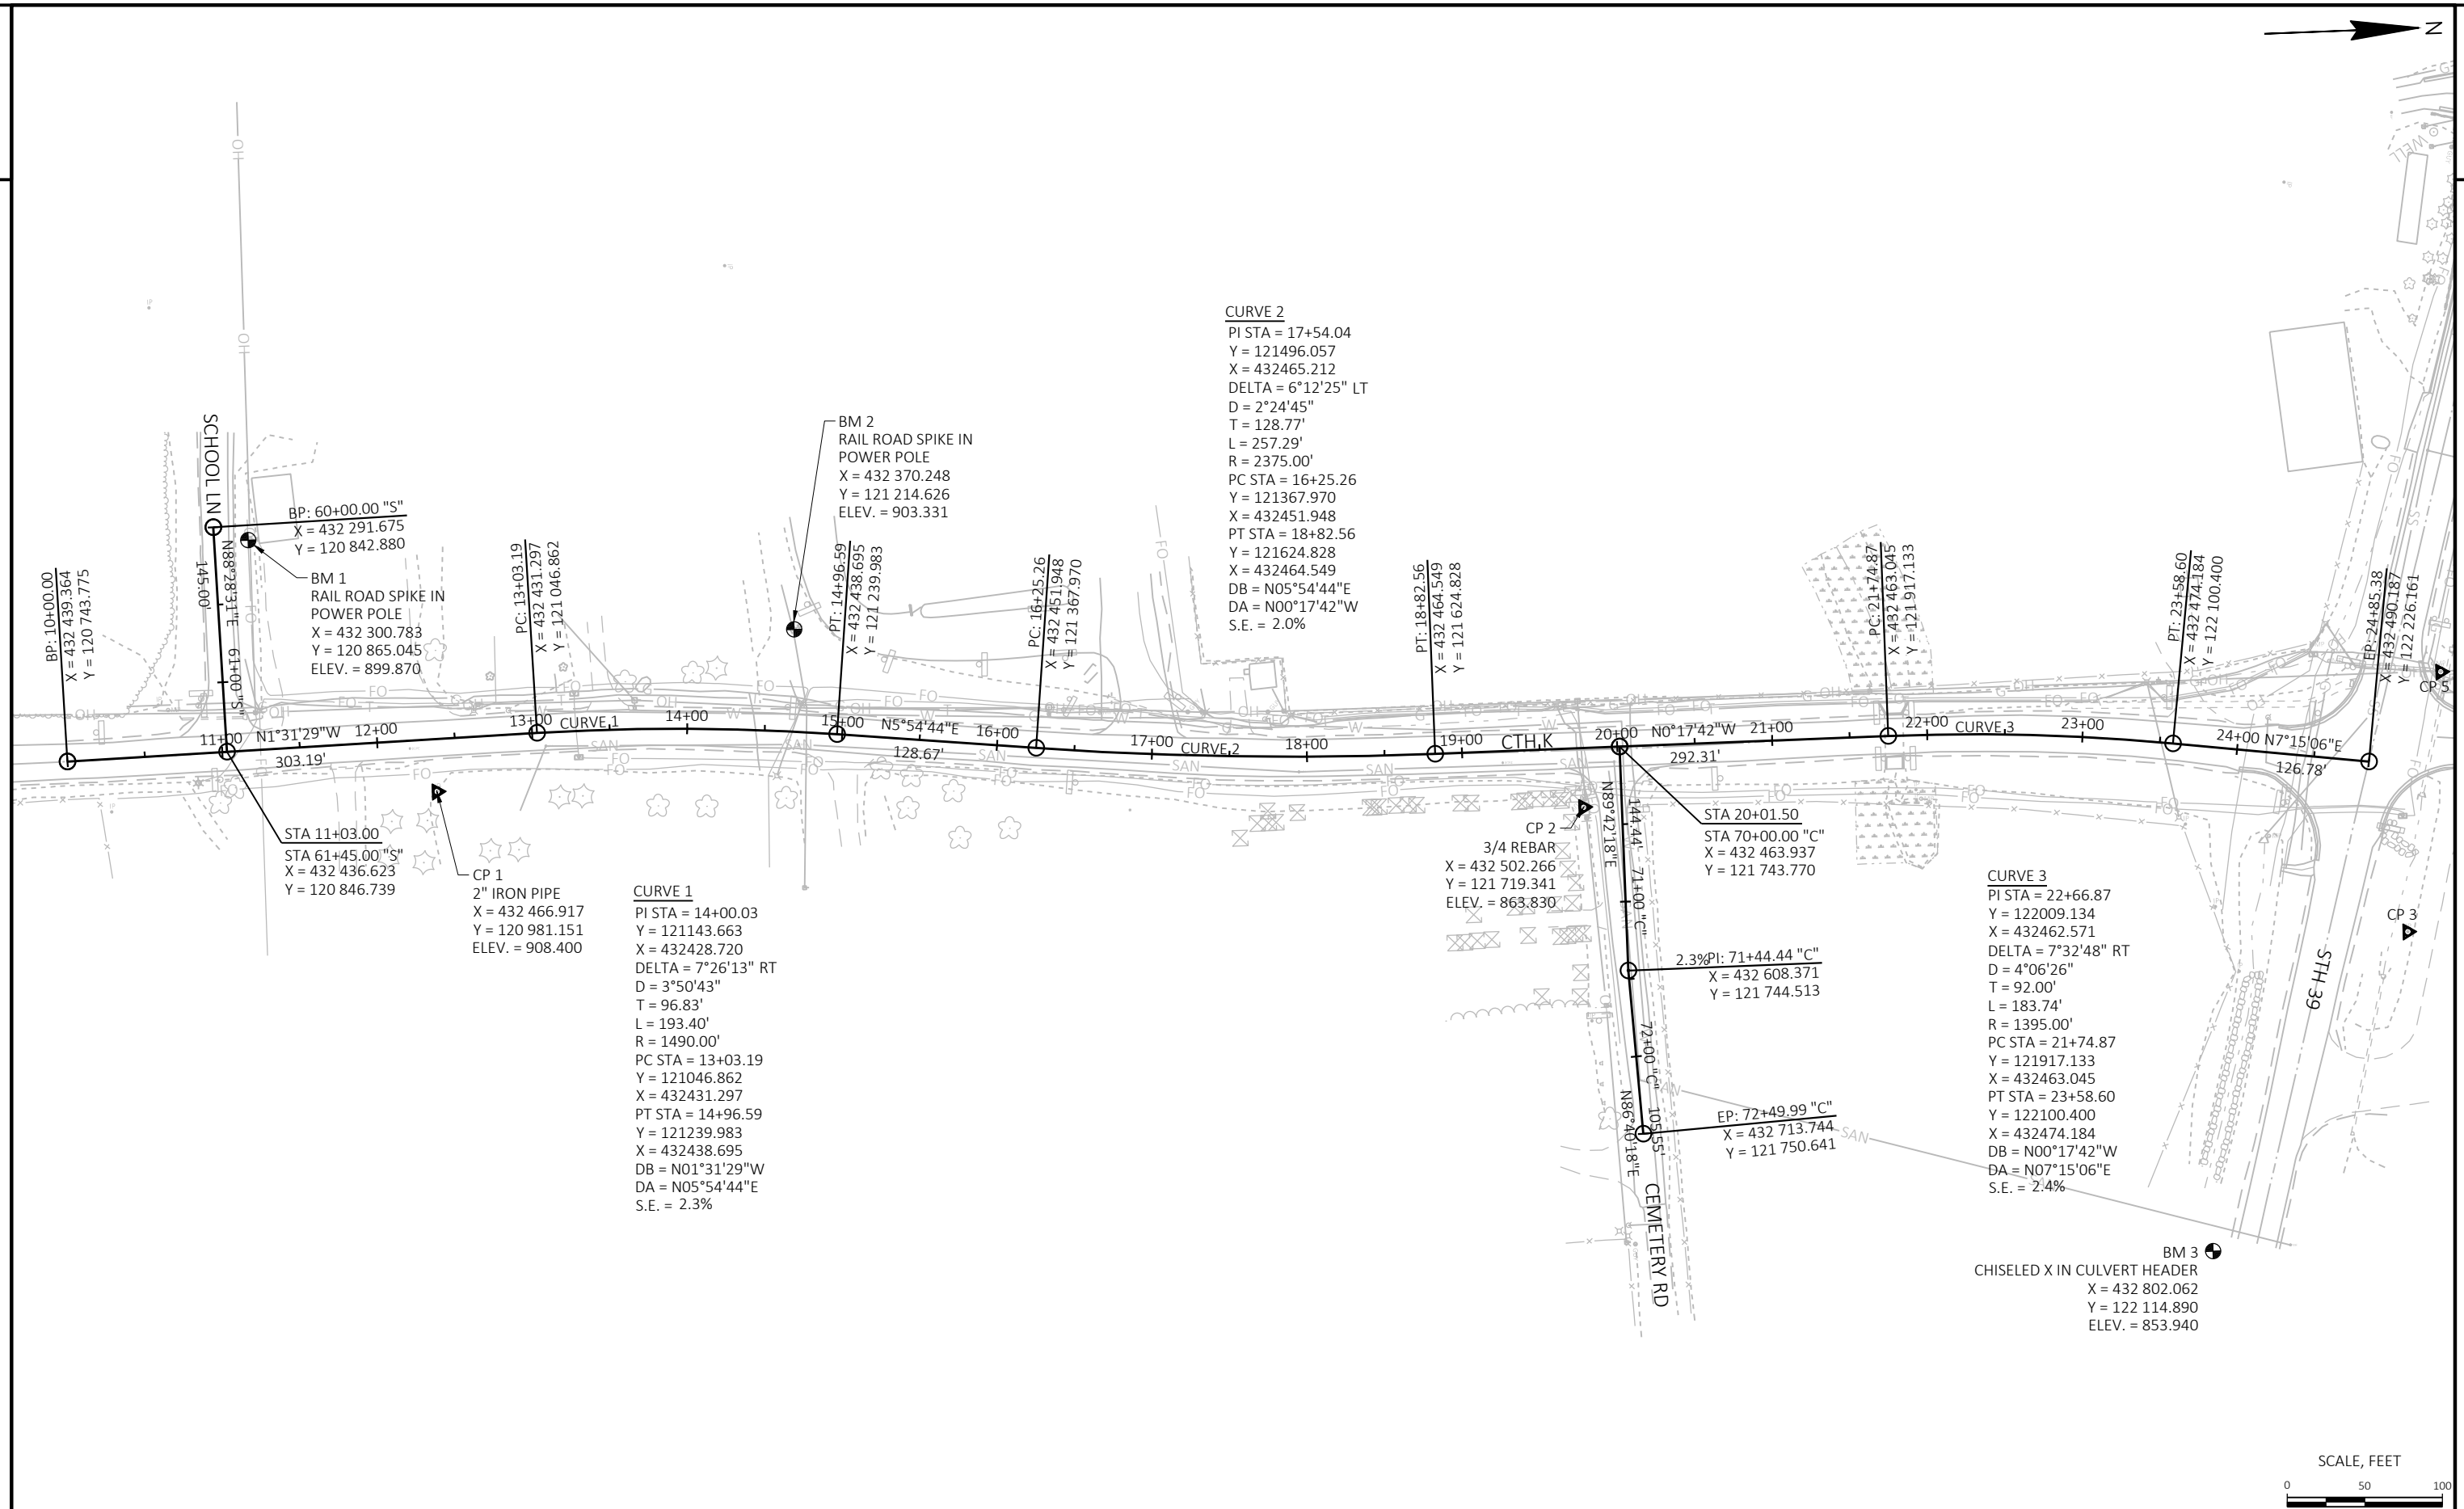 N
CURVE 2
PI STA = 17+54.04
Y = 121496.057
X = 432465.212
DELTA = 6°12'25" LT
D = 2°24'45"
T = 128.77'
L = 257.29'
R = 2375.00'
PC STA = 16+25.26
Y = 121367.970
X = 432451.948
PT STA = 18+82.56
Y = 121624.828
X = 432464.549
DB = N05°54'44"E
DA = N00°17'42"W
S.E. = 2.0%
BM 2
RAIL ROAD SPIKE IN
POWER POLE
X = 432 370.248
Y = 121 214.626
ELEV. = 903.331
SCHOOL LN
BP: 60+00.00 "S"
X = 432 291.675
Y = 120 842.880
BM 1
RAIL ROAD SPIKE IN
POWER POLE
X = 432 300.783
Y = 120 865.045
ELEV. = 899.870
N88°28'31"E
145.00'
61+00 "S"
BP: 10+00.00
X = 432 439.364
Y = 120 743.775
PC: 13+03.19
X = 432 431.297
Y = 121 046.862
PT: 14+96.59
X = 432 438.695
Y = 121 239.983
PC: 16+25.26
X = 432 451.948
Y = 121 367.970
PT: 18+82.56
X = 432 464.549
Y = 121 624.828
PC: 21+74.87
X = 432 463.045
Y = 121 917.133
PT: 23+58.60
X = 432 474.184
Y = 122 100.400
EP: 24+85.38
X = 432 490.187
Y = 122 226.161
CP 5
WELL
11+00
N1°31'29"W
303.19'
12+00
13+00
CURVE 1
14+00
15+00
N5°54'44"E
128.67'
16+00
17+00
CURVE 2
18+00
19+00
CTH K
20+00
N0°17'42"W
292.31'
21+00
22+00
CURVE 3
23+00
24+00
N7°15'06"E
126.78'
STA 11+03.00
STA 61+45.00 "S"
X = 432 436.623
Y = 120 846.739
CP 1
2" IRON PIPE
X = 432 466.917
Y = 120 981.151
ELEV. = 908.400
CURVE 1
PI STA = 14+00.03
Y = 121143.663
X = 432428.720
DELTA = 7°26'13" RT
D = 3°50'43"
T = 96.83'
L = 193.40'
R = 1490.00'
PC STA = 13+03.19
Y = 121046.862
X = 432431.297
PT STA = 14+96.59
Y = 121239.983
X = 432438.695
DB = N01°31'29"W
DA = N05°54'44"E
S.E. = 2.3%
CP 2
3/4 REBAR
X = 432 502.266
Y = 121 719.341
ELEV. = 863.830
N89°42'18"E
144.44'
71+00 "C"
STA 20+01.50
STA 70+00.00 "C"
X = 432 463.937
Y = 121 743.770
2.3%
PI: 71+44.44 "C"
X = 432 608.371
Y = 121 744.513
72+00 "C"
N86°40'18"E
105.55'
EP: 72+49.99 "C"
X = 432 713.744
Y = 121 750.641
CEMETERY RD
CURVE 3
PI STA = 22+66.87
Y = 122009.134
X = 432462.571
DELTA = 7°32'48" RT
D = 4°06'26"
T = 92.00'
L = 183.74'
R = 1395.00'
PC STA = 21+74.87
Y = 121917.133
X = 432463.045
PT STA = 23+58.60
Y = 122100.400
X = 432474.184
DB = N00°17'42"W
DA = N07°15'06"E
S.E. = 2.4%
CP 3
STH 39
BM 3
CHISELED X IN CULVERT HEADER
X = 432 802.062
Y = 122 114.890
ELEV. = 853.940
SCALE, FEET
0 50 100